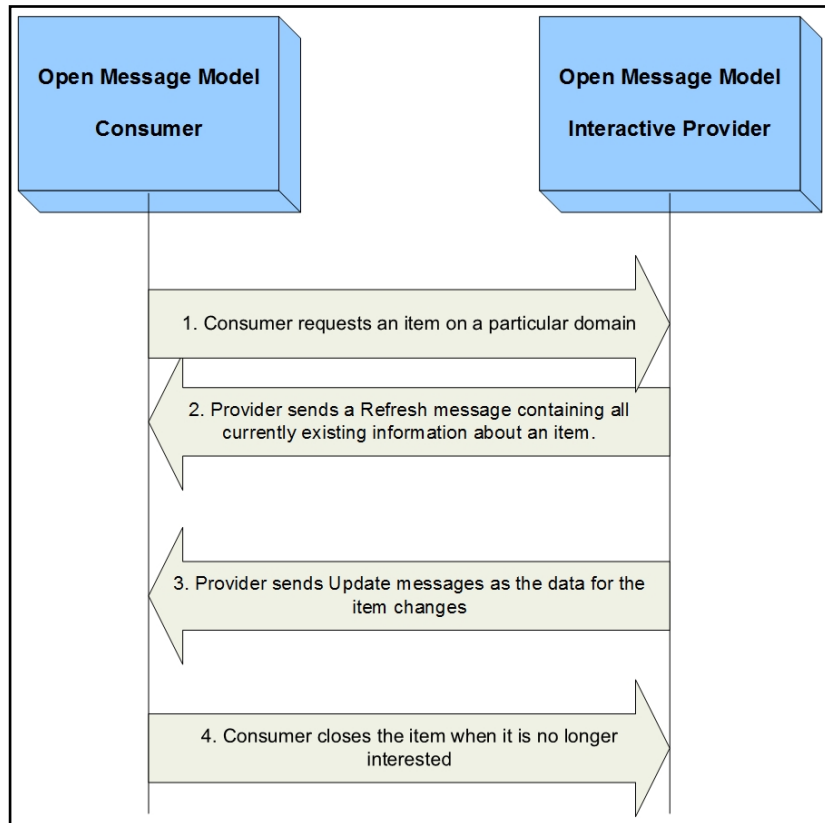 Open Message Model
Consumer
Open Message Model
Interactive Provider
1. Consumer requests an item on a particular domain
2. Provider sends a Refresh message containing all
currently existing information about an item.
3. Provider sends Update messages as the data for the
item changes
4. Consumer closes the item when it is no longer
interested